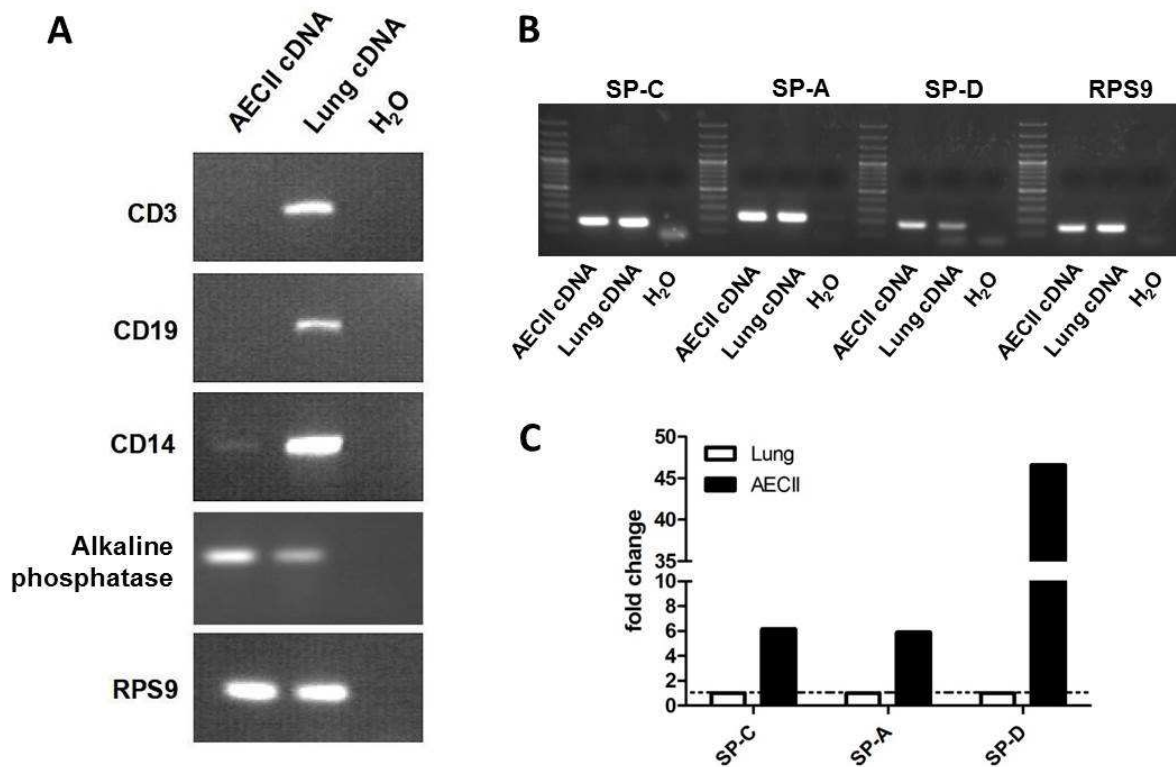 A
AECII cDNA
Lung cDNA
H₂O
CD3
CD19
CD14
Alkaline
phosphatase
RPS9
B
SP-C
SP-A
SP-D
RPS9
AECII cDNA
Lung cDNA
H₂O
AECII cDNA
Lung cDNA
H₂O
AECII cDNA
Lung cDNA
H₂O
AECII cDNA
Lung cDNA
H₂O
C
Lung
AECII
fold change
50
45
40
35
10
8
6
4
2
0
SP-C
SP-A
SP-D